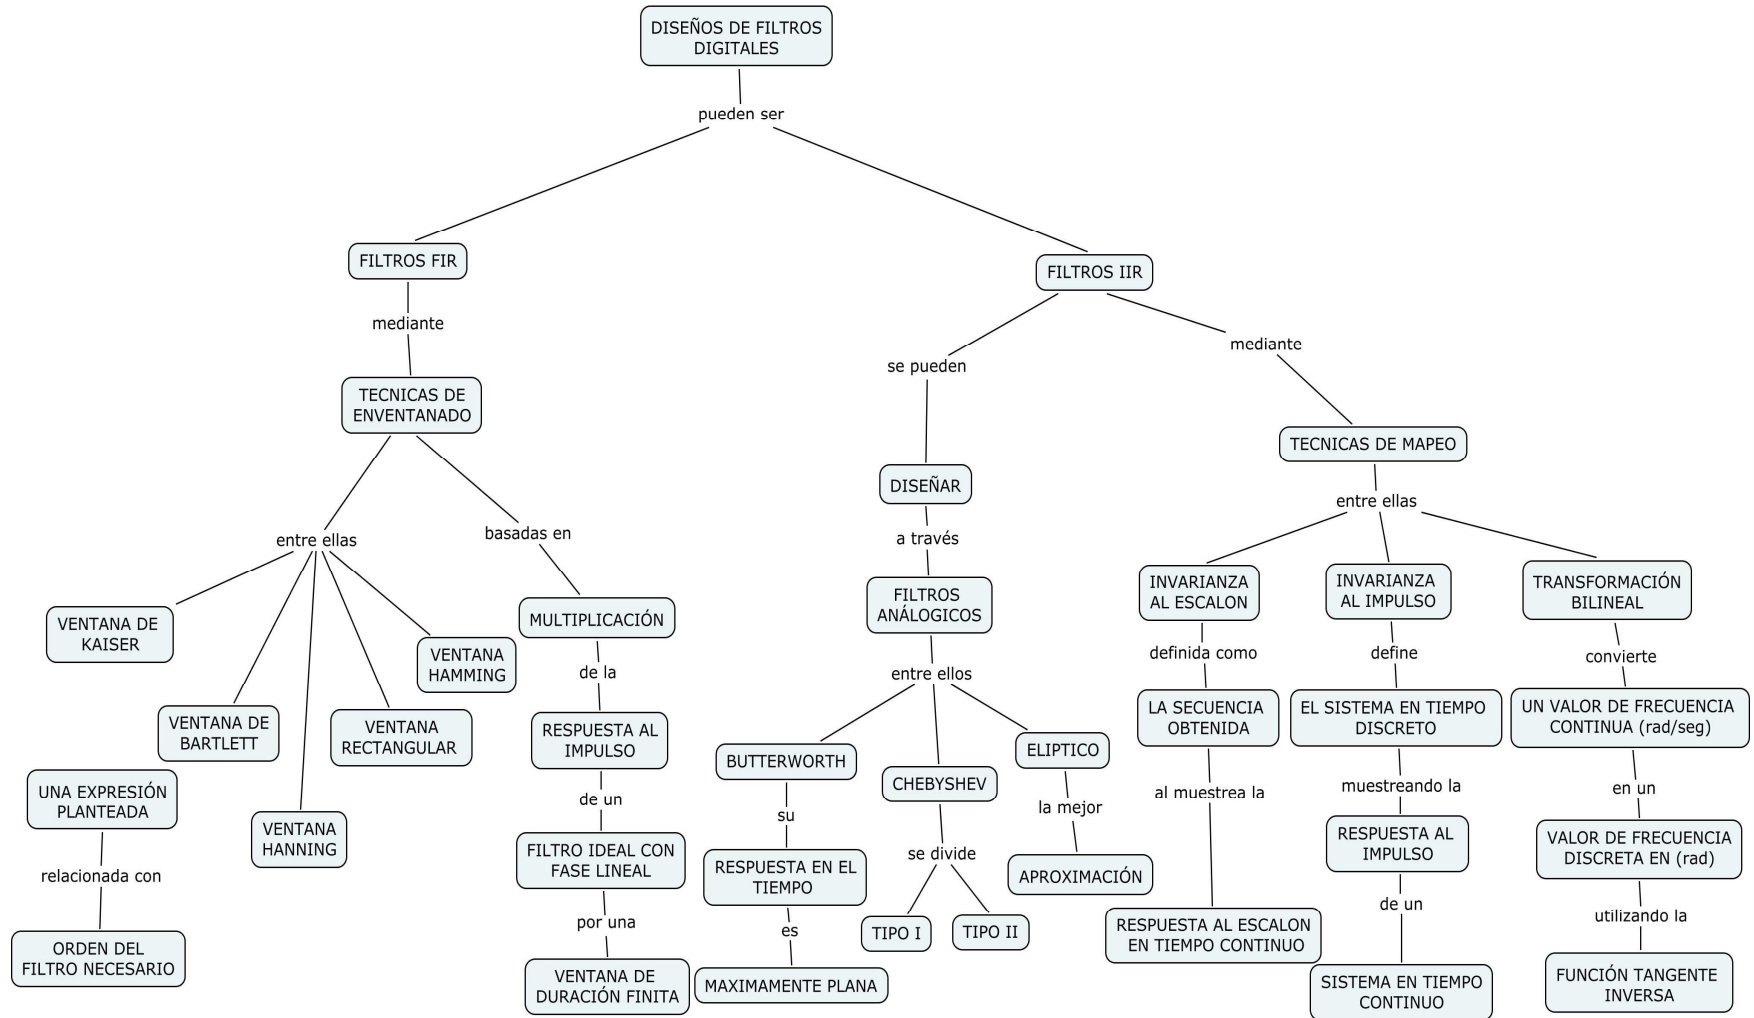 DISEÑOS DE FILTROS
DIGITALES
pueden ser
FILTROS FIR
mediante
TECNICAS DE
ENVENTANADO
entre ellas
VENTANA DE
KAISER
VENTANA DE
BARTLETT
VENTANA
HANNING
VENTANA
RECTANGULAR
VENTANA
HAMMING
UNA EXPRESIÓN
PLANTEADA
relacionada con
ORDEN DEL
FILTRO NECESARIO
basadas en
MULTIPLICACIÓN
de la
RESPUESTA AL
IMPULSO
de un
FILTRO IDEAL CON
FASE LINEAL
por una
VENTANA DE
DURACIÓN FINITA
FILTROS IIR
se pueden
DISEÑAR
a través
FILTROS
ANÁLOGICOS
entre ellos
BUTTERWORTH
su
RESPUESTA EN EL
TIEMPO
es
MAXIMAMENTE PLANA
CHEBYSHEV
se divide
TIPO I
TIPO II
ELIPTICO
la mejor
APROXIMACIÓN
mediante
TECNICAS DE MAPEO
entre ellas
INVARIANZA
AL ESCALON
definida como
LA SECUENCIA
OBTENIDA
al muestrea la
RESPUESTA AL ESCALON
EN TIEMPO CONTINUO
INVARIANZA
AL IMPULSO
define
EL SISTEMA EN TIEMPO
DISCRETO
muestreando la
RESPUESTA AL
IMPULSO
de un
SISTEMA EN TIEMPO
CONTINUO
TRANSFORMACIÓN
BILINEAL
convierte
UN VALOR DE FRECUENCIA
CONTINUA (rad/seg)
en un
VALOR DE FRECUENCIA
DISCRETA EN (rad)
utilizando la
FUNCIÓN TANGENTE
INVERSA